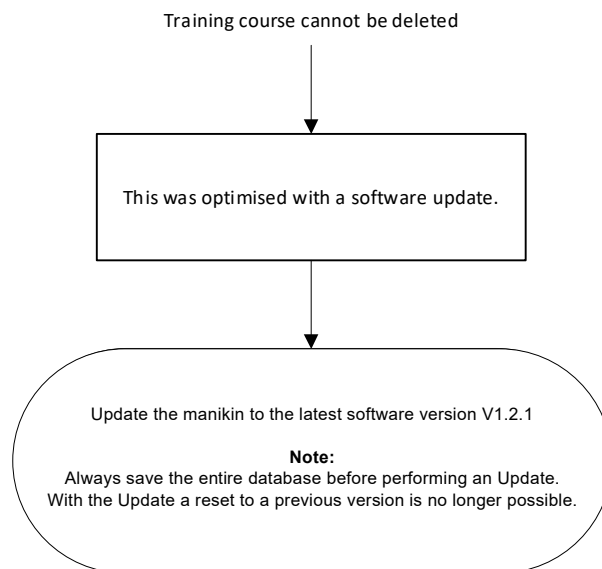 Training course cannot be deleted
This was optimised with a software update.
Update the manikin to the latest software version V1.2.1
Note:
Always save the entire database before performing an Update.
With the Update a reset to a previous version is no longer possible.